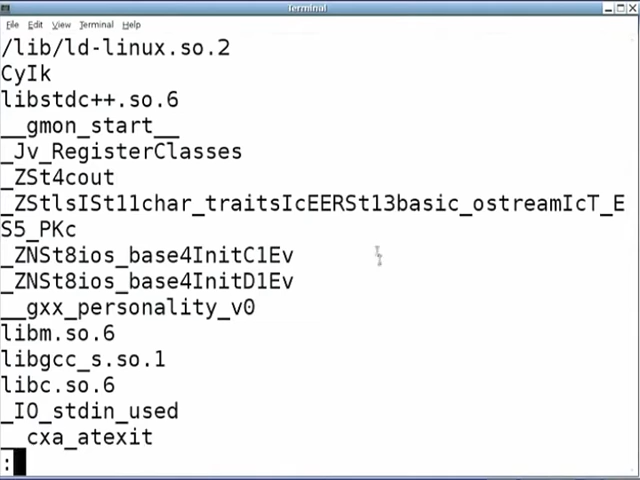 Terminal
File Edit View Terminal Help
/lib/ld-linux.so.2
CyIk
libstdc++.so.6
__gmon_start__
_Jv_RegisterClasses
_ZSt4cout
_ZStlsISt11char_traitsIcEERSt13basic_ostreamIcT_E
S5_PKc
_ZNSt8ios_base4InitC1Ev
_ZNSt8ios_base4InitD1Ev
__gxx_personality_v0
libm.so.6
libgcc_s.so.1
libc.so.6
_IO_stdin_used
__cxa_atexit
: